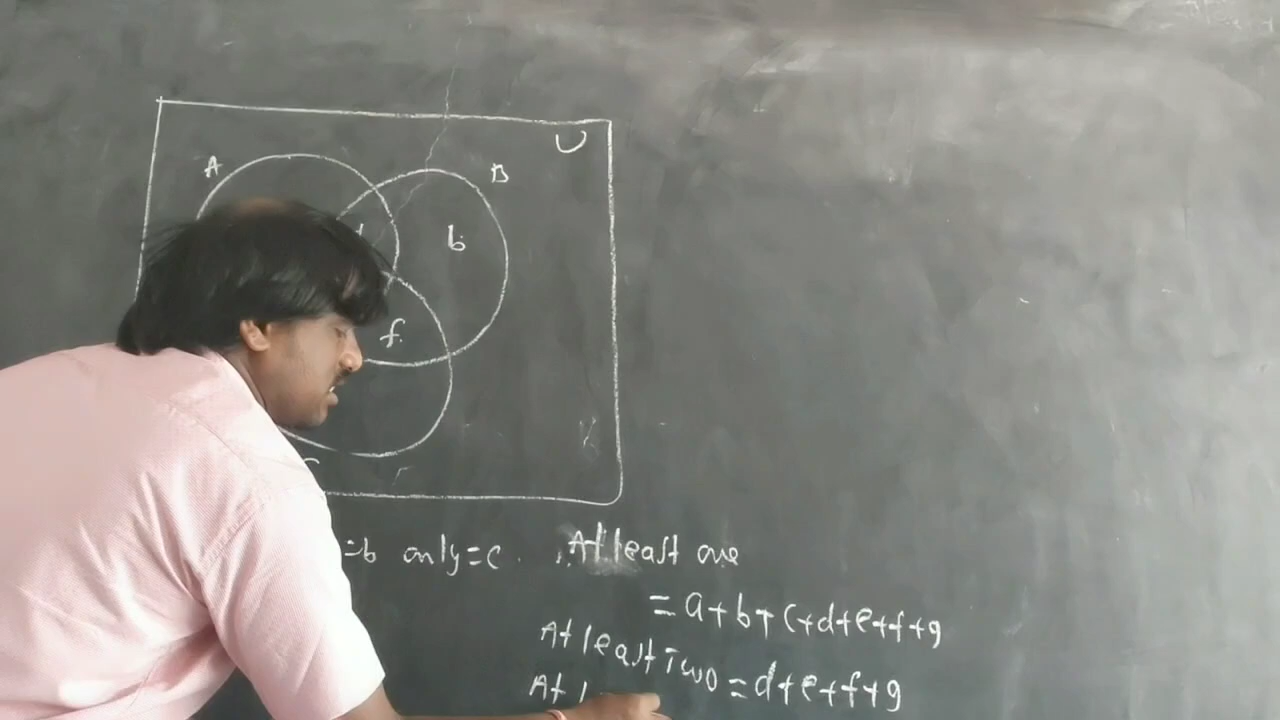 U
A
B
b
f
=b only=c
At least one
=a+b+c+d+e+f+g
At least Two=d+e+f+g
At l